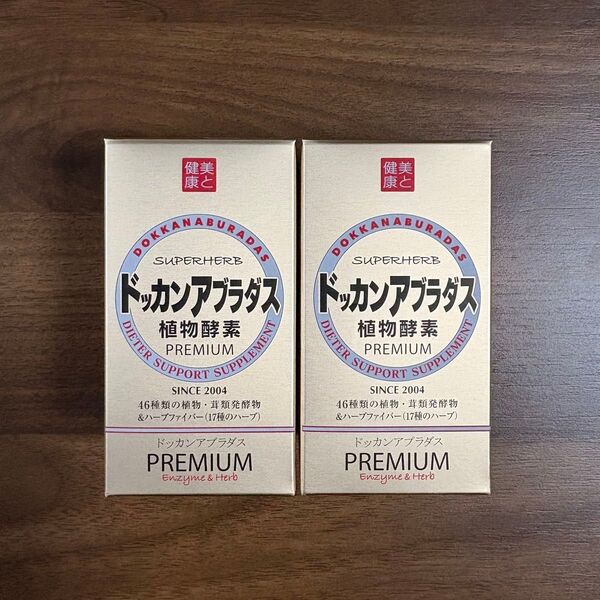 美と
健康
DOKKANABURADAS
SUPERHERB
ドッカンアブラダス
植物酵素
PREMIUM
DIETER SUPPORT SUPPLEMENT
SINCE 2004
46種類の植物・茸類発酵物
&ハーブファイバー(17種のハーブ)
ドッカンアブラダス
PREMIUM
Enzyme & Herb
美と
健康
DOKKANABURADAS
SUPERHERB
ドッカンアブラダス
植物酵素
PREMIUM
DIETER SUPPORT SUPPLEMENT
SINCE 2004
46種類の植物・茸類発酵物
&ハーブファイバー(17種のハーブ)
ドッカンアブラダス
PREMIUM
Enzyme & Herb